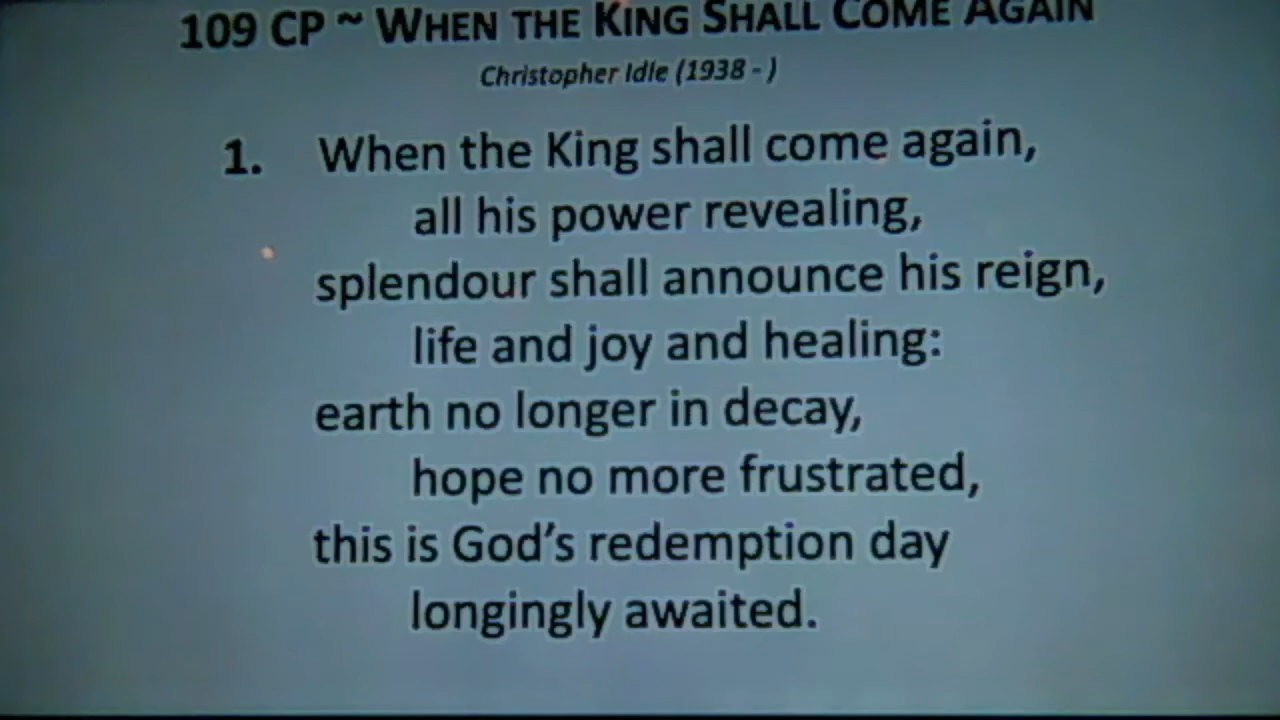 109 CP ~ WHEN THE KING SHALL COME AGAIN
Christopher Idle (1938 - )
1. When the King shall come again,
all his power revealing,
splendour shall announce his reign,
life and joy and healing:
earth no longer in decay,
hope no more frustrated,
this is God's redemption day
longingly awaited.